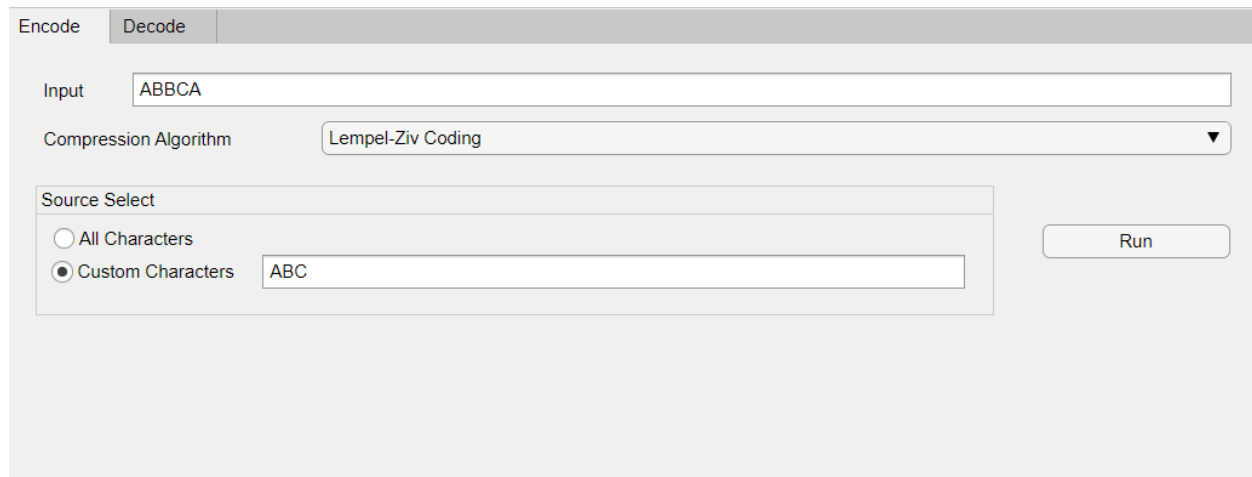 Encode Decode
Input ABBCA
Compression Algorithm Lempel-Ziv Coding
Source Select
All Characters
Run
Custom Characters ABC